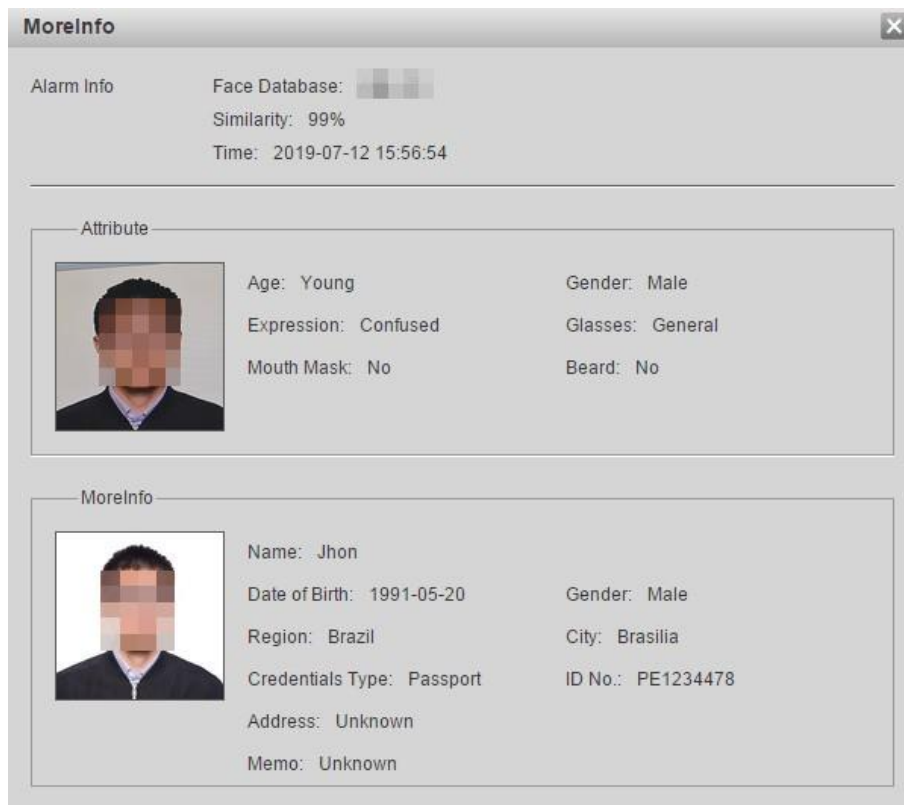 MoreInfo
Alarm Info
Face Database:
Similarity: 99%
Time: 2019-07-12 15:56:54
Attribute
Age: Young Gender: Male
Expression: Confused Glasses: General
Mouth Mask: No Beard: No
MoreInfo
Name: Jhon
Date of Birth: 1991-05-20 Gender: Male
Region: Brazil City: Brasilia
Credentials Type: Passport ID No.: PE1234478
Address: Unknown
Memo: Unknown